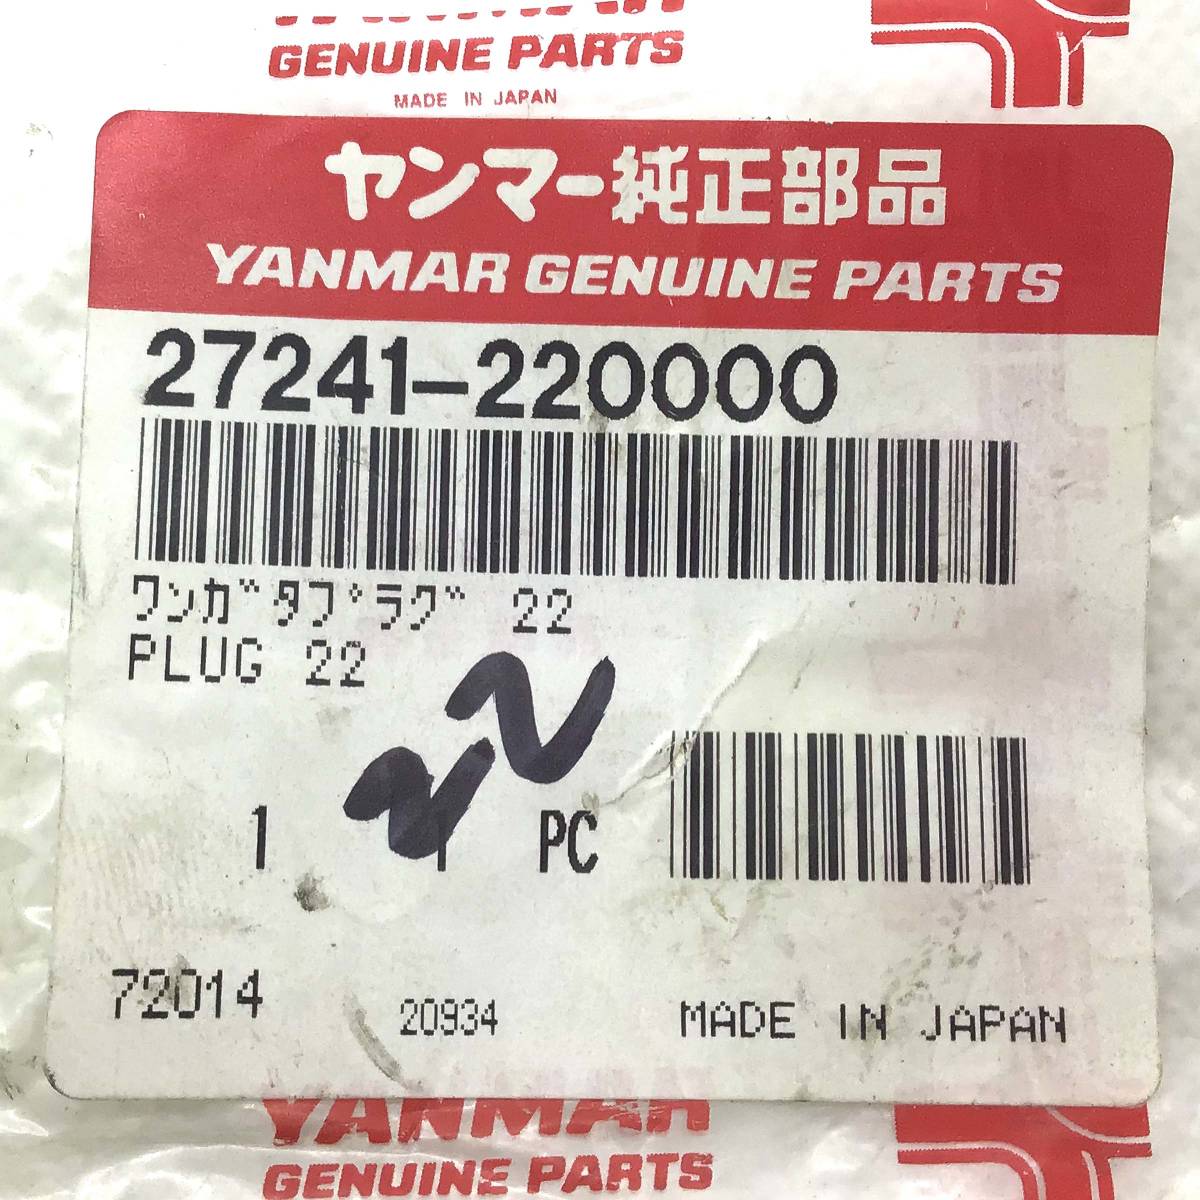 GENUINE PARTS
MADE IN JAPAN
ヤンマー純正部品
YANMAR GENUINE PARTS
27241-220000
ワンガタプラグ 22
PLUG 22
22
1 1 PC
72014 20934 MADE IN JAPAN
YANMAR
GENUINE PARTS